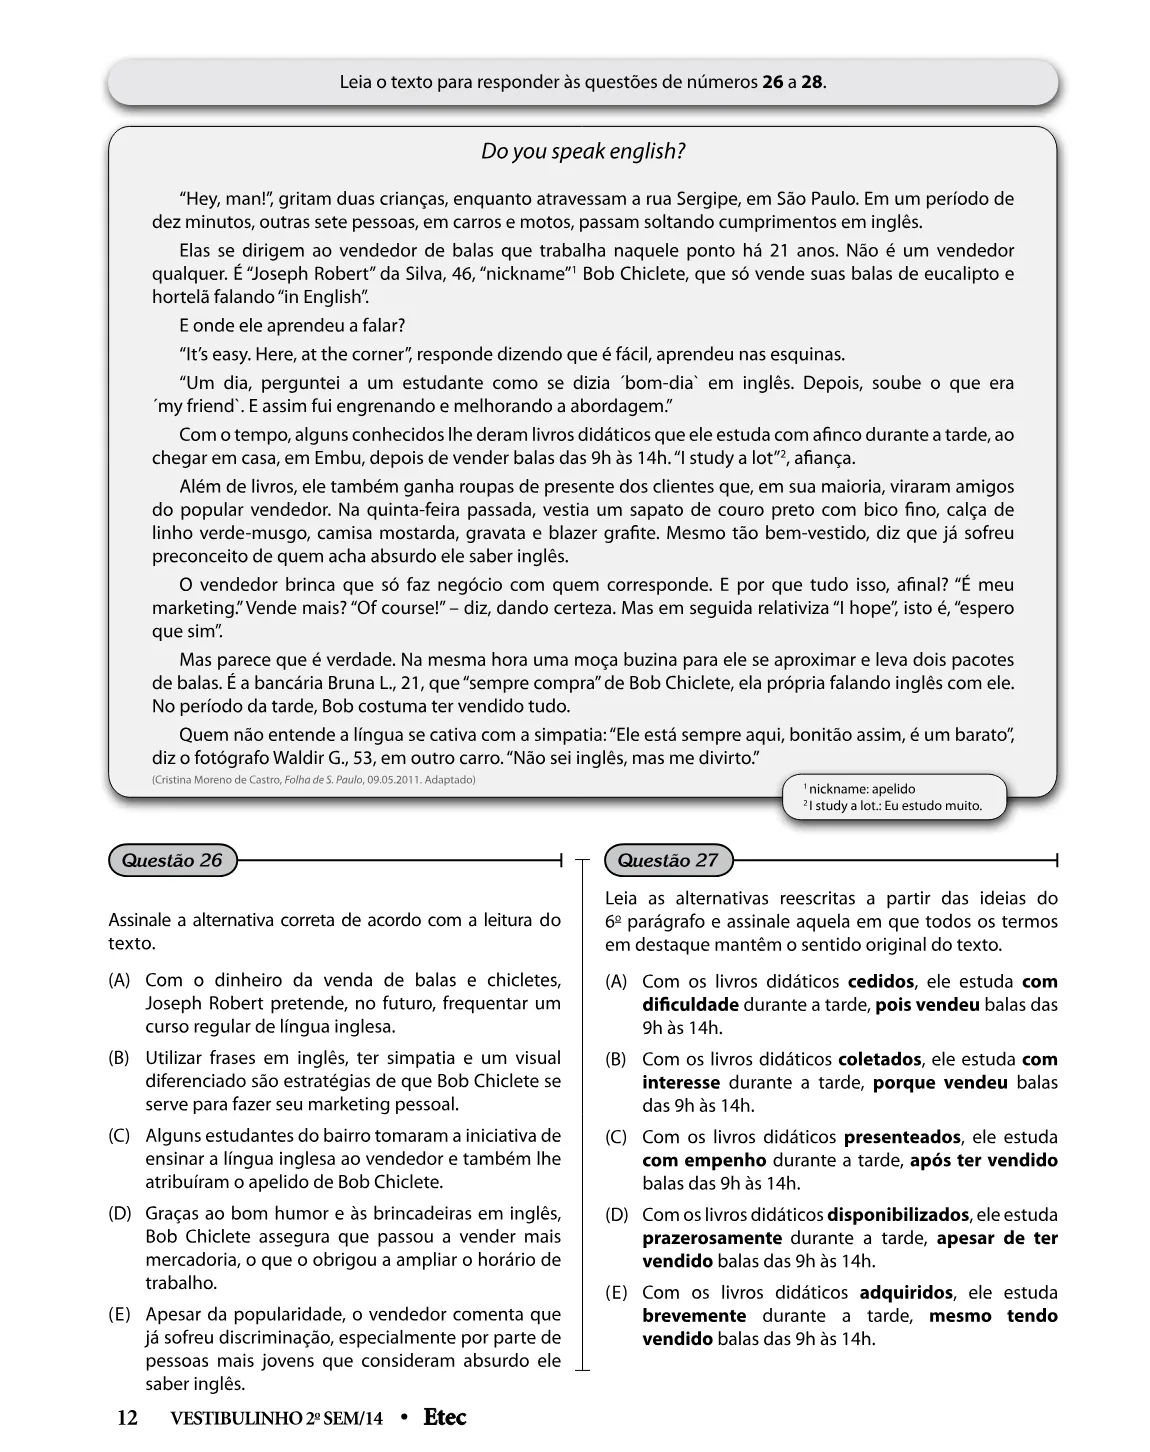 Leia o texto para responder às questões de números 26 a 28.
Do you speak english?
“Hey, man!”, gritam duas crianças, enquanto atravessam a rua Sergipe, em São Paulo. Em um período de
dez minutos, outras sete pessoas, em carros e motos, passam soltando cumprimentos em inglês.
Elas se dirigem ao vendedor de balas que trabalha naquele ponto há 21 anos. Não é um vendedor
qualquer. É “Joseph Robert” da Silva, 46, “nickname”¹ Bob Chiclete, que só vende suas balas de eucalipto e
hortelã falando “in English”.
E onde ele aprendeu a falar?
“It’s easy. Here, at the corner”, responde dizendo que é fácil, aprendeu nas esquinas.
“Um dia, perguntei a um estudante como se dizia ´bom-dia` em inglês. Depois, soube o que era
´my friend`. E assim fui engrenando e melhorando a abordagem.”
Com o tempo, alguns conhecidos lhe deram livros didáticos que ele estuda com afinco durante a tarde, ao
chegar em casa, em Embu, depois de vender balas das 9h às 14h. “I study a lot”², afiança.
Além de livros, ele também ganha roupas de presente dos clientes que, em sua maioria, viraram amigos
do popular vendedor. Na quinta-feira passada, vestia um sapato de couro preto com bico fino, calça de
linho verde-musgo, camisa mostarda, gravata e blazer grafite. Mesmo tão bem-vestido, diz que já sofreu
preconceito de quem acha absurdo ele saber inglês.
O vendedor brinca que só faz negócio com quem corresponde. E por que tudo isso, afinal? “É meu
marketing.” Vende mais? “Of course!” – diz, dando certeza. Mas em seguida relativiza “I hope”, isto é, “espero
que sim”.
Mas parece que é verdade. Na mesma hora uma moça buzina para ele se aproximar e leva dois pacotes
de balas. É a bancária Bruna L., 21, que “sempre compra” de Bob Chiclete, ela própria falando inglês com ele.
No período da tarde, Bob costuma ter vendido tudo.
Quem não entende a língua se cativa com a simpatia: “Ele está sempre aqui, bonitão assim, é um barato”,
diz o fotógrafo Waldir G., 53, em outro carro. “Não sei inglês, mas me divirto.”
(Cristina Moreno de Castro, Folha de S. Paulo, 09.05.2011. Adaptado)
¹ nickname: apelido
² I study a lot.: Eu estudo muito.
Questão 26
Assinale a alternativa correta de acordo com a leitura do
texto.
(A) Com o dinheiro da venda de balas e chicletes,
Joseph Robert pretende, no futuro, frequentar um
curso regular de língua inglesa.
(B) Utilizar frases em inglês, ter simpatia e um visual
diferenciado são estratégias de que Bob Chiclete se
serve para fazer seu marketing pessoal.
(C) Alguns estudantes do bairro tomaram a iniciativa de
ensinar a língua inglesa ao vendedor e também lhe
atribuíram o apelido de Bob Chiclete.
(D) Graças ao bom humor e às brincadeiras em inglês,
Bob Chiclete assegura que passou a vender mais
mercadoria, o que o obrigou a ampliar o horário de
trabalho.
(E) Apesar da popularidade, o vendedor comenta que
já sofreu discriminação, especialmente por parte de
pessoas mais jovens que consideram absurdo ele
saber inglês.
Questão 27
Leia as alternativas reescritas a partir das ideias do
6º parágrafo e assinale aquela em que todos os termos
em destaque mantêm o sentido original do texto.
(A) Com os livros didáticos cedidos, ele estuda com
dificuldade durante a tarde, pois vendeu balas das
9h às 14h.
(B) Com os livros didáticos coletados, ele estuda com
interesse durante a tarde, porque vendeu balas
das 9h às 14h.
(C) Com os livros didáticos presenteados, ele estuda
com empenho durante a tarde, após ter vendido
balas das 9h às 14h.
(D) Com os livros didáticos disponibilizados, ele estuda
prazerosamente durante a tarde, apesar de ter
vendido balas das 9h às 14h.
(E) Com os livros didáticos adquiridos, ele estuda
brevemente durante a tarde, mesmo tendo
vendido balas das 9h às 14h.
12 VESTIBULINHO 2º SEM/14 • Etec